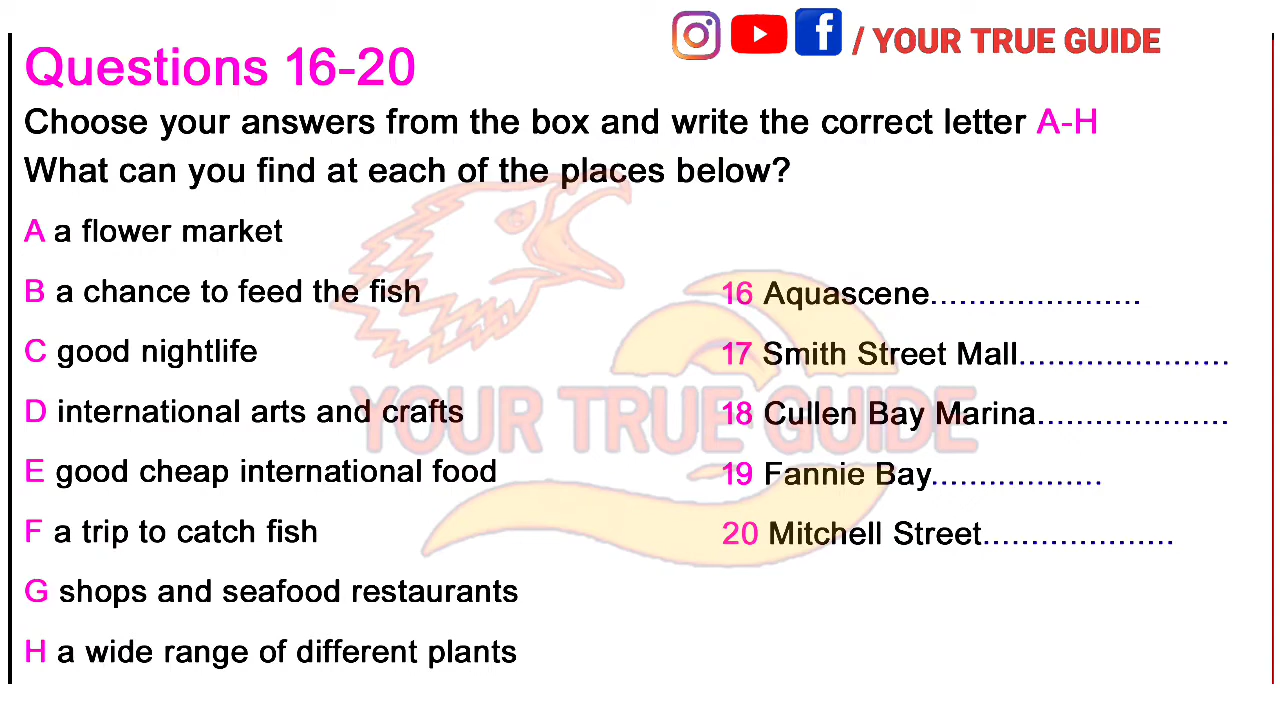 / YOUR TRUE GUIDE
Questions 16-20
Choose your answers from the box and write the correct letter A-H
What can you find at each of the places below?
A a flower market
B a chance to feed the fish
C good nightlife
D international arts and crafts
E good cheap international food
F a trip to catch fish
G shops and seafood restaurants
H a wide range of different plants
16 Aquascene......................
17 Smith Street Mall......................
18 Cullen Bay Marina....................
19 Fannie Bay..................
20 Mitchell Street....................
YOUR TRUE GUIDE